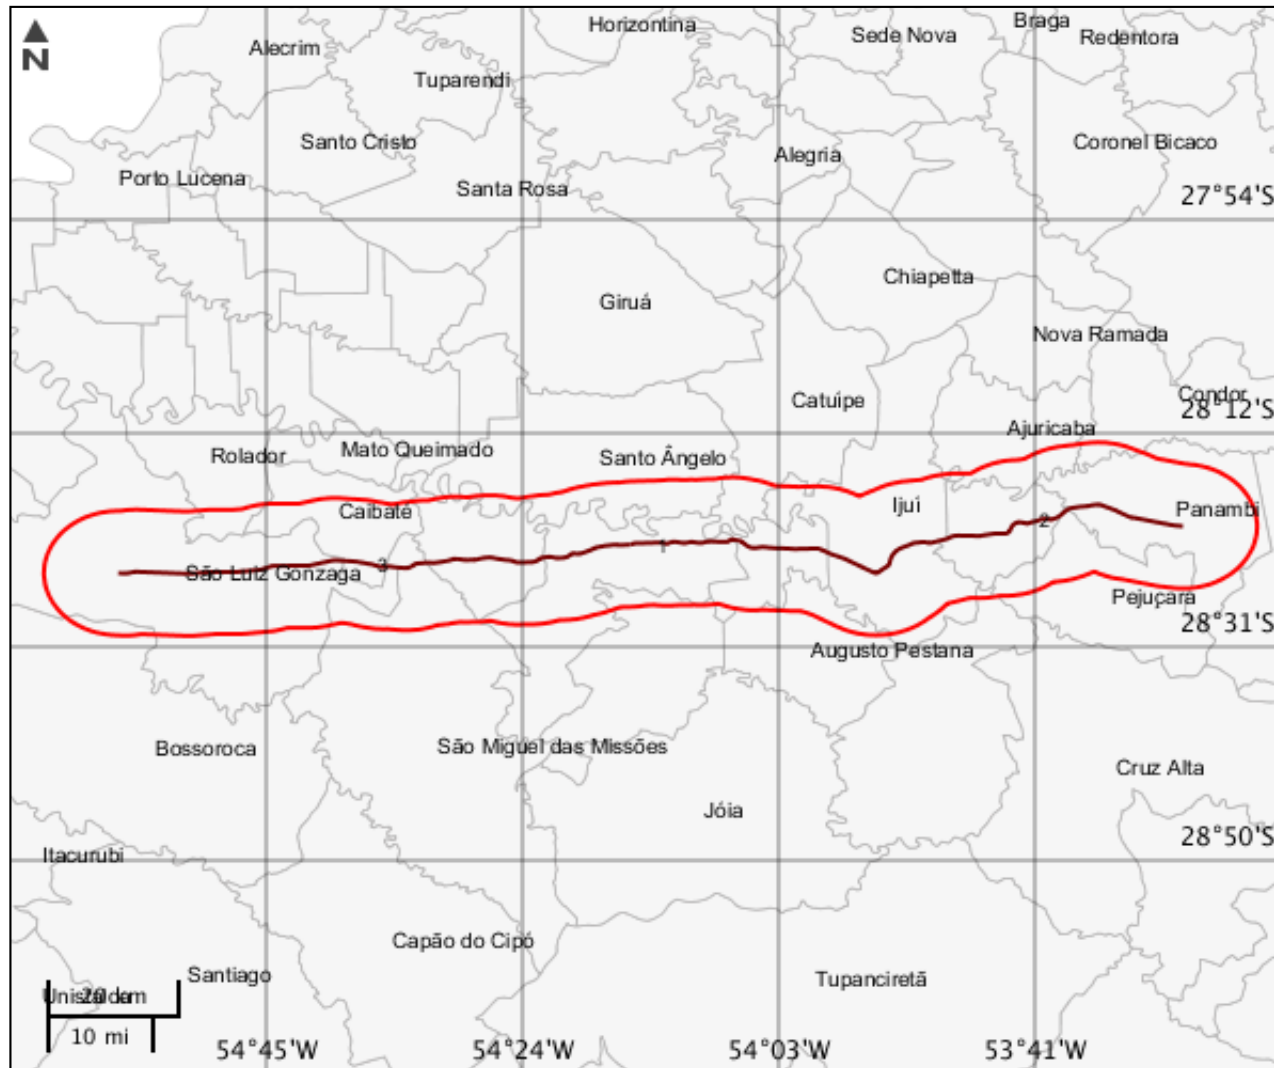 Braga
Horizontina
Sede Nova
Redentora
N
Alecrim
Tuparendi
Santo Cristo
Coronel Bicaco
Alegria
Porto Lucena
Santa Rosa
27°54'S
Chiapetta
Giruá
Nova Ramada
Condor
Catuípe
28°12'S
Ajuricaba
Mato Queimado
Rolador
Santo Ângelo
Ijuí
Panambi
Caibaté
2
1
3
São Luiz Gonzaga
Pejuçara
28°31'S
Augusto Pestana
São Miguel das Missões
Bossoroca
Cruz Alta
Jóia
28°50'S
Itacurubi
Capão do Cipó
Santiago
Tupanciretã
Unistalda
20 km
10 mi
54°45'W
54°24'W
54°03'W
53°41'W